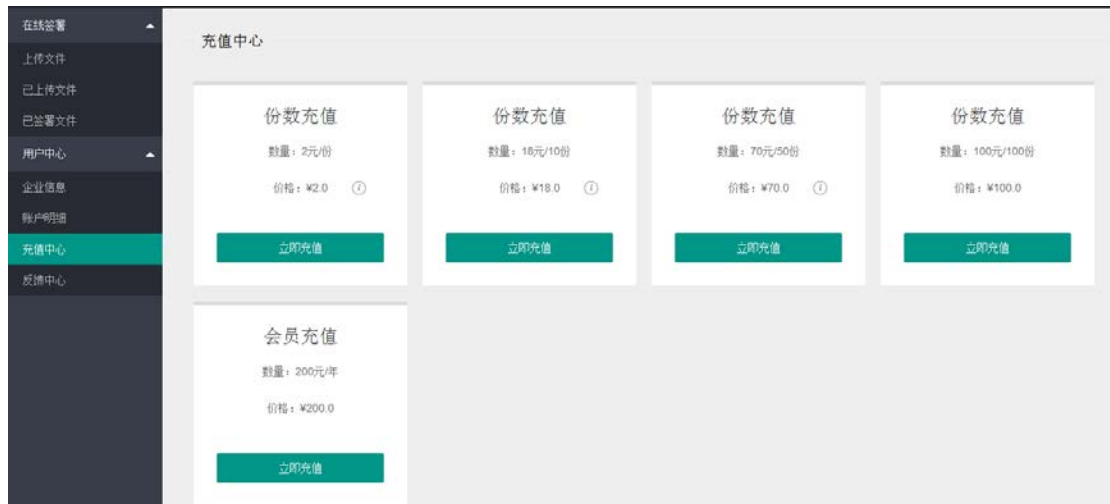 在线签署
上传文件
已上传文件
已签署文件
用户中心
企业信息
账户明细
充值中心
反馈中心
充值中心
份数充值
数量：2元/份
价格：¥2.0
立即充值
份数充值
数量：18元/10份
价格：¥18.0
立即充值
份数充值
数量：70元/50份
价格：¥70.0
立即充值
份数充值
数量：100元/100份
价格：¥100.0
立即充值
会员充值
数量：200元/年
价格：¥200.0
立即充值